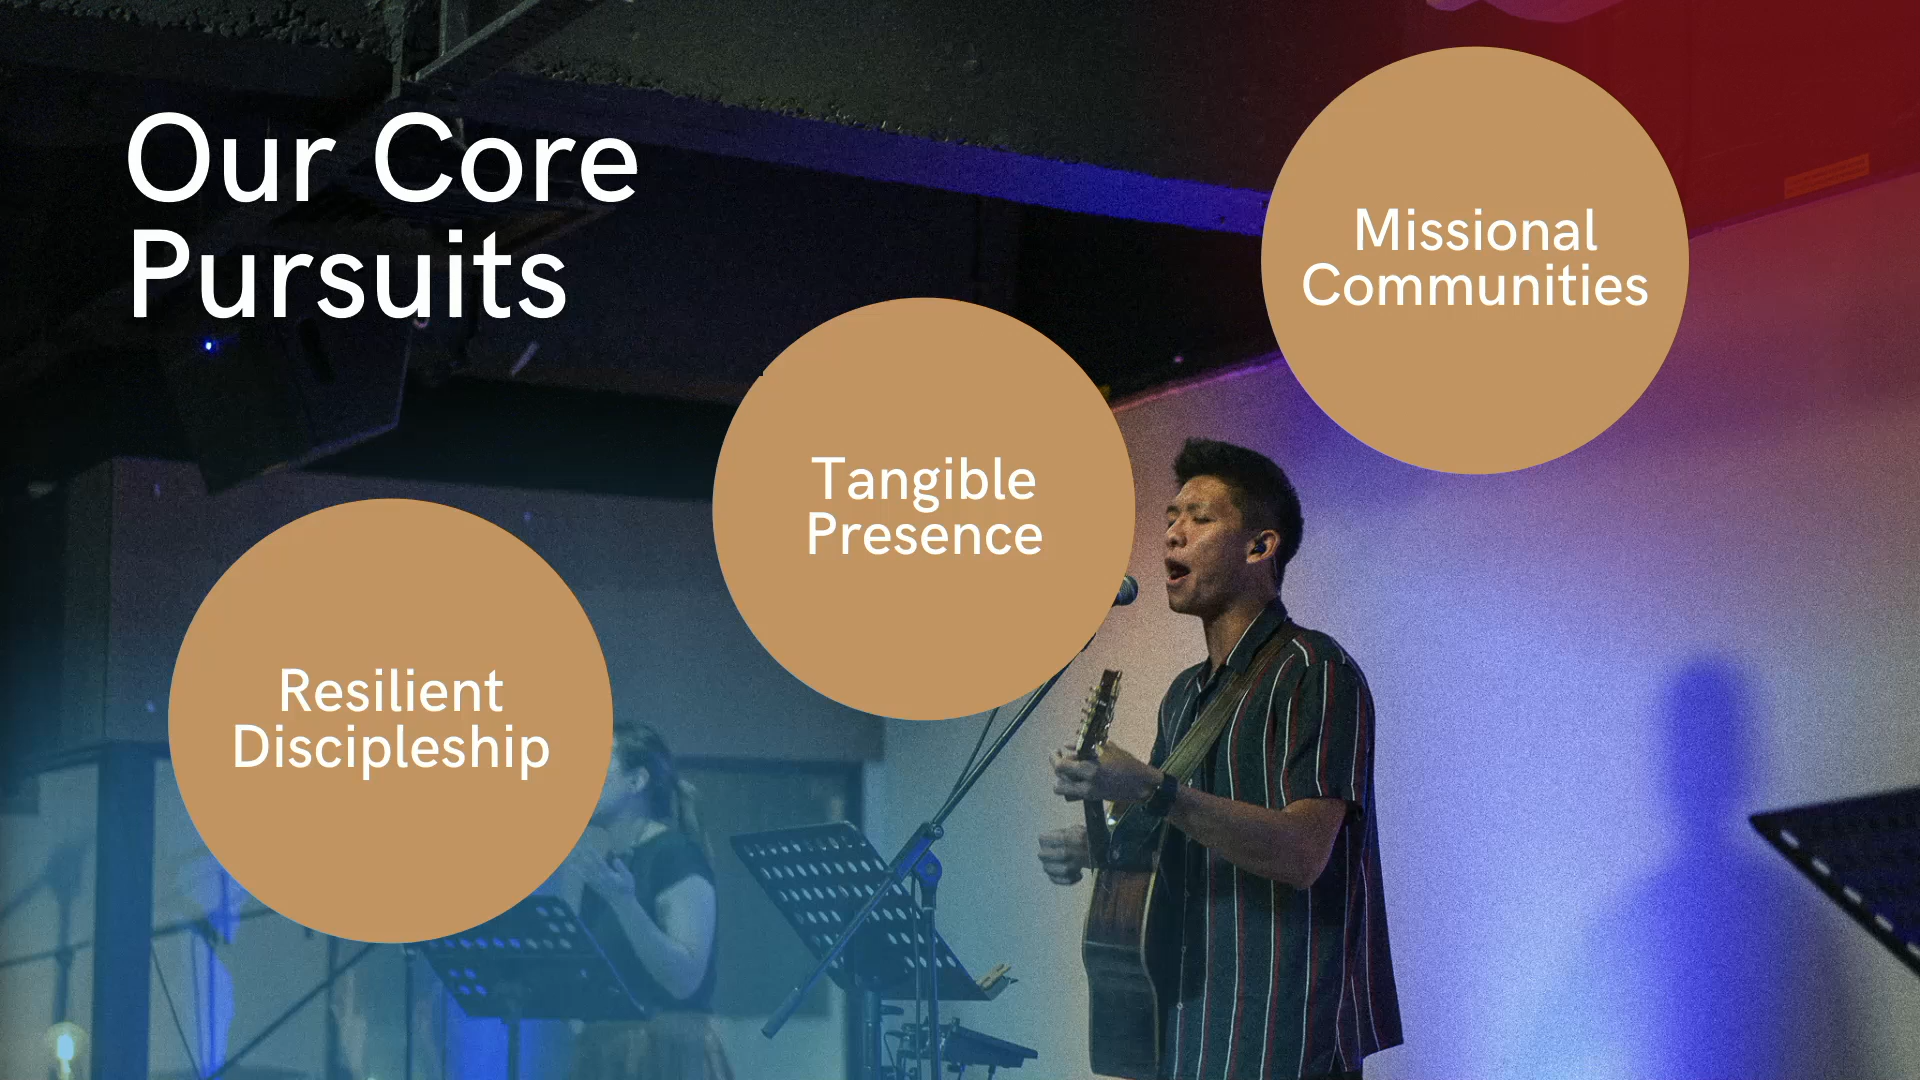 Our Core
Pursuits
Missional
Communities
Tangible
Presence
Resilient
Discipleship